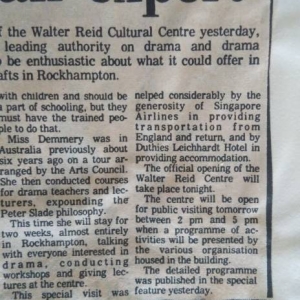 of the Walter Reid Cultural Centre yesterday,
leading authority on drama and drama
o be enthusiastic about what it could offer in
afts in Rockhampton.
with children and should be
a part of schooling, but they
must have the trained peo-
ple to do that.
Miss Demmery was in
Australia previously about
six years ago on a tour ar-
ranged by the Arts Council.
She then conducted courses
for drama teachers and lec-
turers, expounding the
Peter Slade philosophy.
This time she will stay for
two weeks, almost entirely
in Rockhampton, talking
with everyone interested in
drama, conducting
workshops and giving lec-
tures at the centre.
This special visit was
helped considerably by the
generosity of Singapore
Airlines in providing
transportation from
England and return, and by
Duthies Leichhardt Hotel in
providing accommodation.
The official opening of the
Walter Reid Centre will
take place tonight.
The centre will be open
for public visiting tomorrow
between 2 pm and 5 pm
when a programme of ac-
tivities will be presented by
the various organisation
housed in the building.
The detailed programme
was published in the special
feature yesterday.